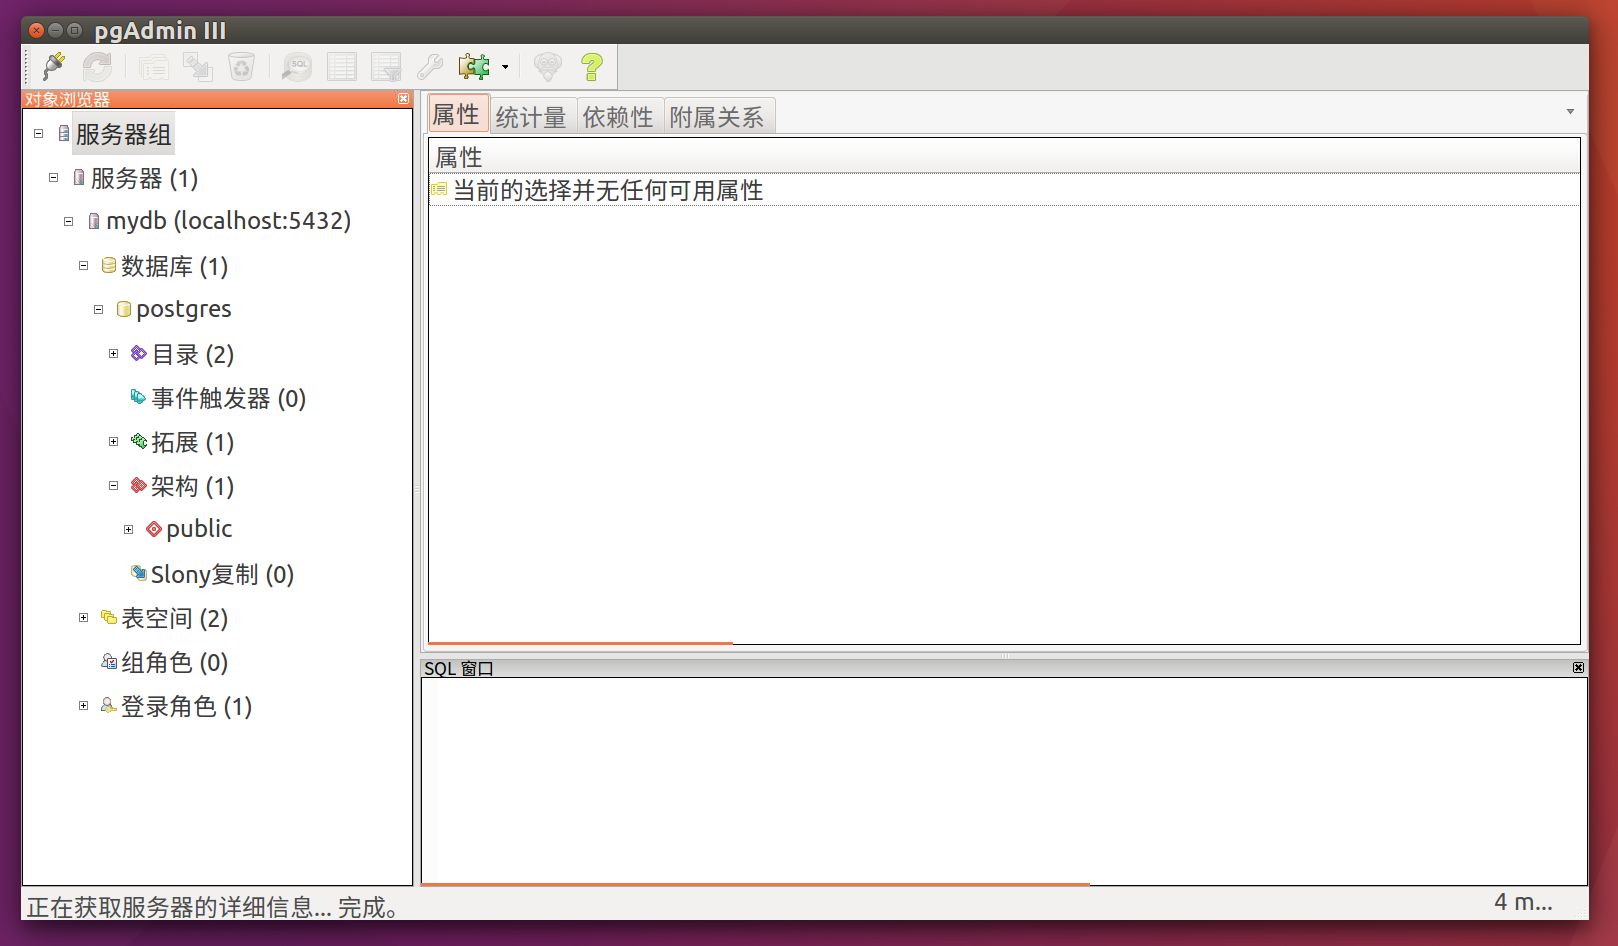 pgAdmin III
SQL
对象浏览器
服务器组
服务器 (1)
mydb (localhost:5432)
数据库 (1)
postgres
目录 (2)
事件触发器 (0)
拓展 (1)
架构 (1)
public
Slony复制 (0)
表空间 (2)
组角色 (0)
登录角色 (1)
属性 统计量 依赖性 附属关系
属性
当前的选择并无任何可用属性
SQL 窗口
正在获取服务器的详细信息... 完成。
4 m...